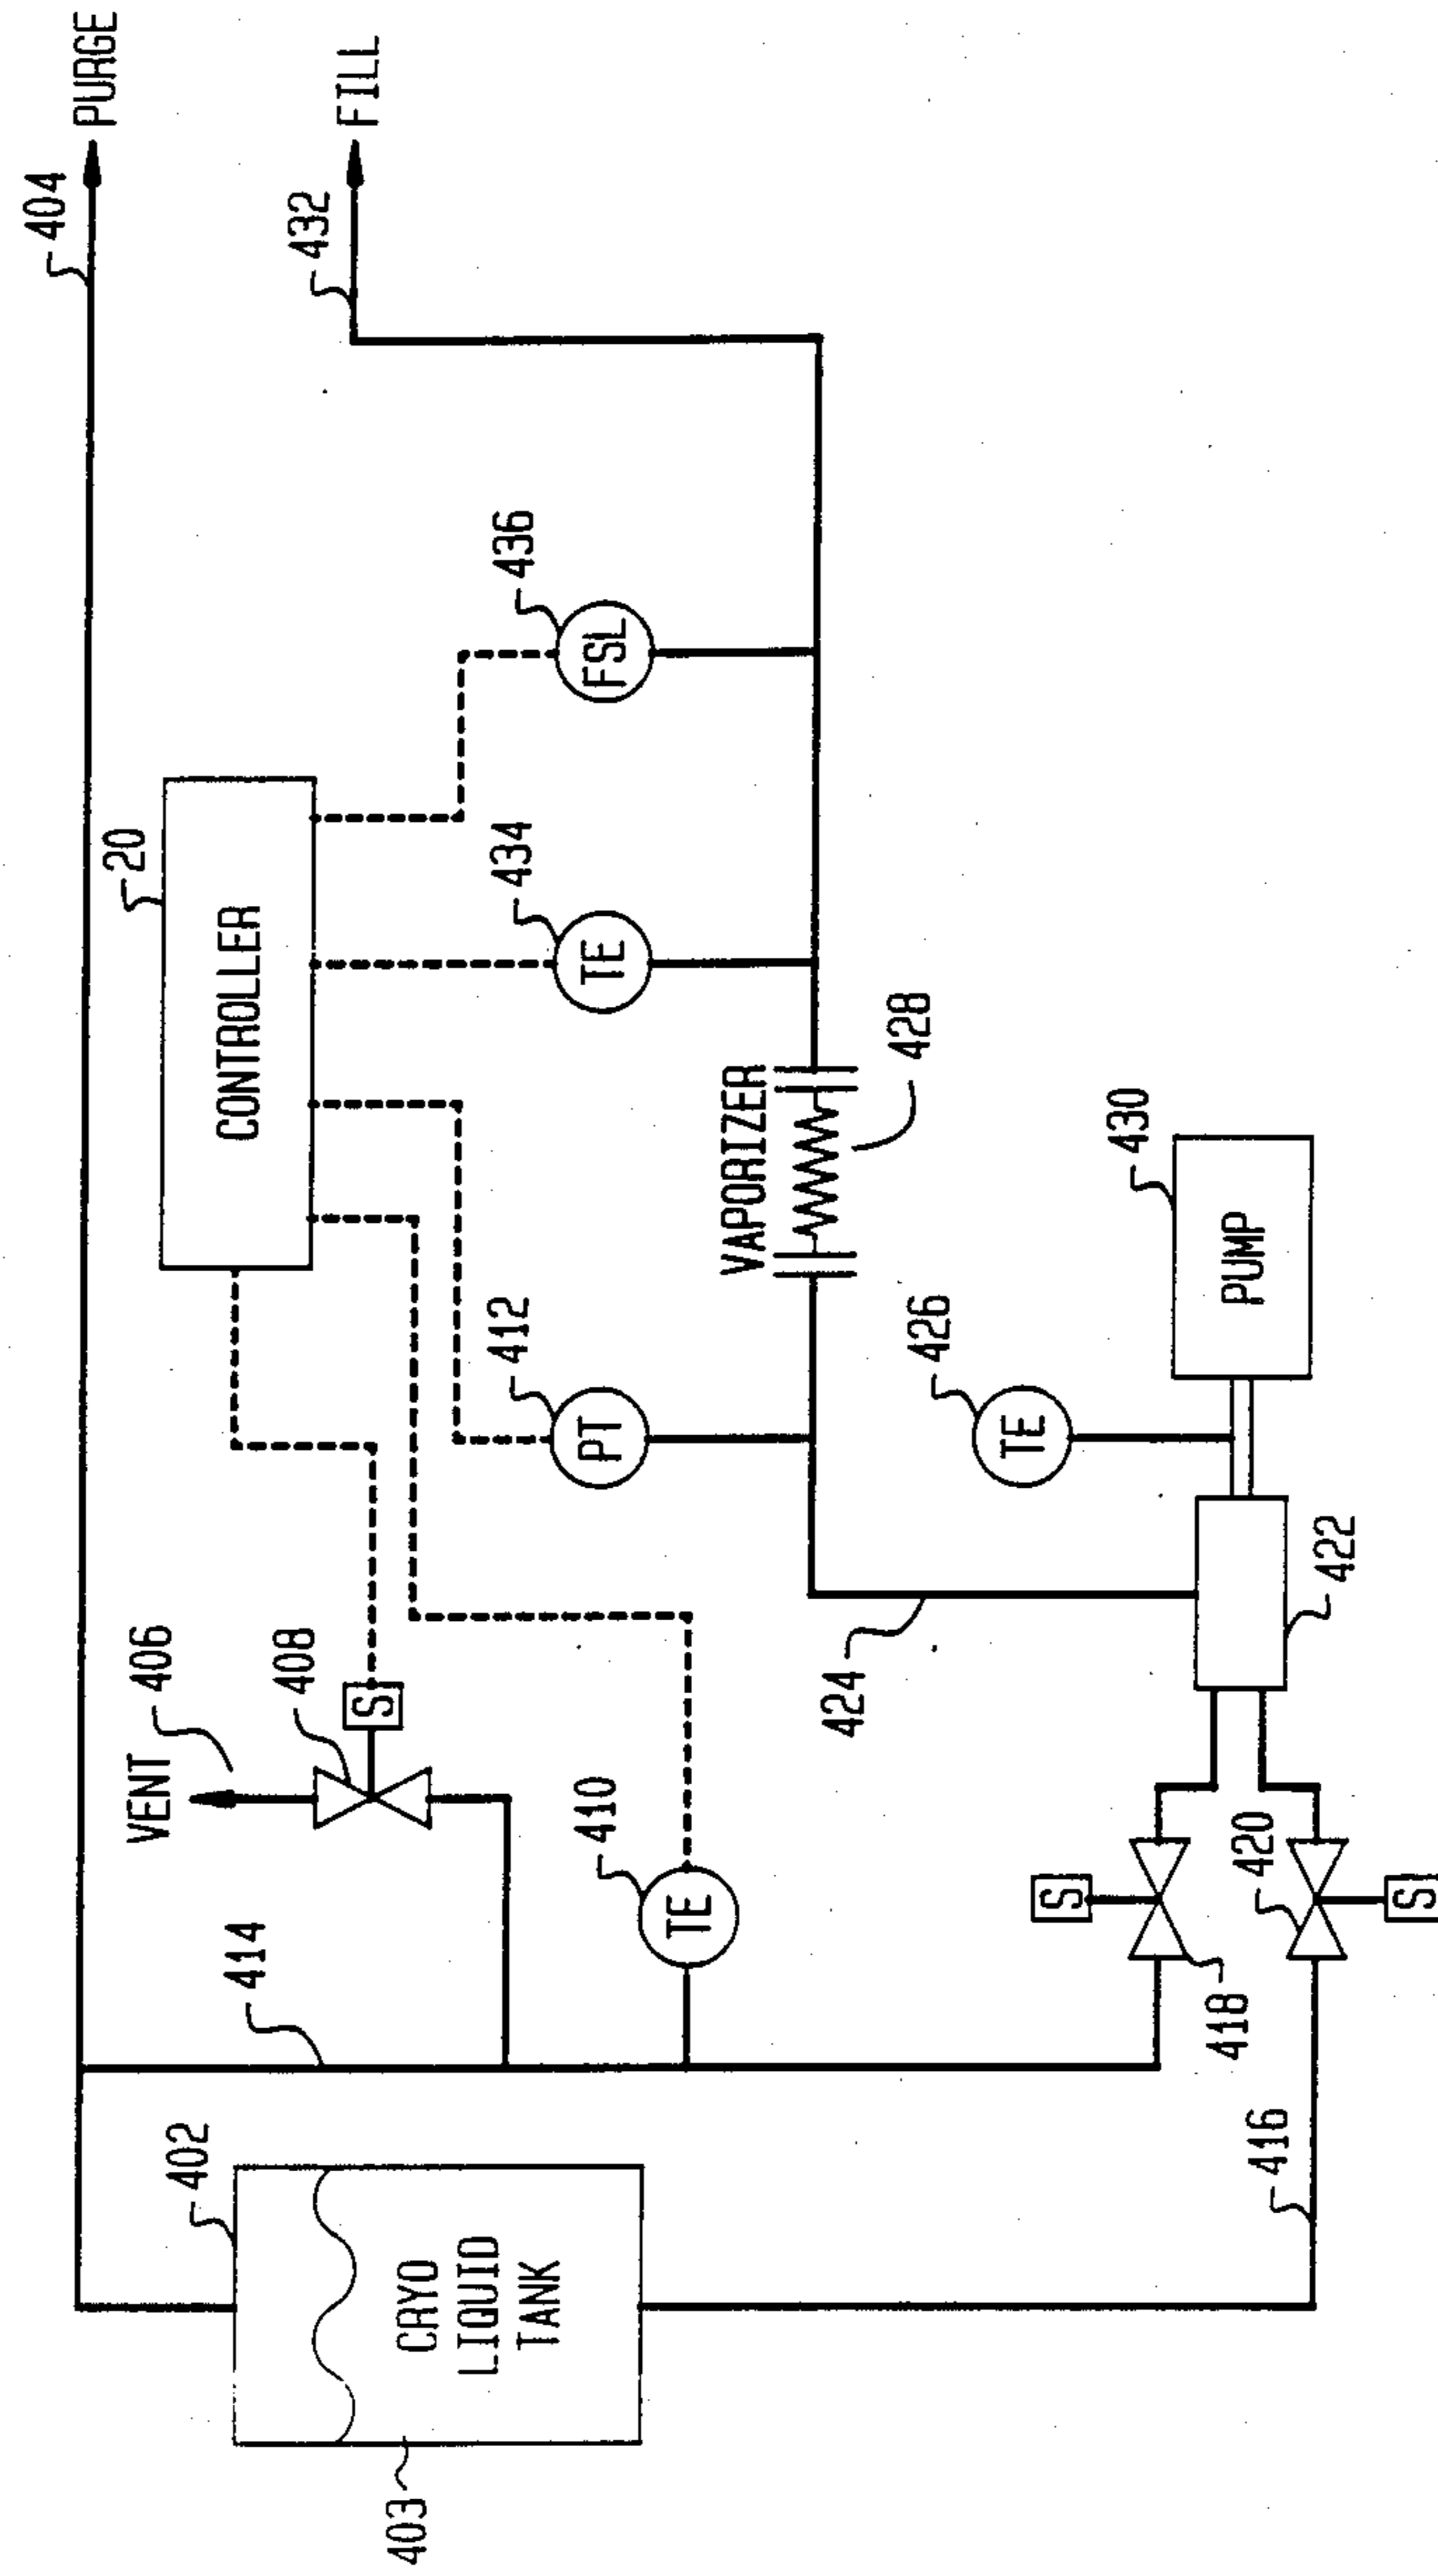 PURGE
404
FILL
432
20
CONTROLLER
436
FSL
434
TE
VAPORIZER
428
412
PT
430
PUMP
426
TE
VENT
406
408
S
410
TE
414
424
422
402
CRYO
LIQUID
TANK
403
S
418
420
S
416